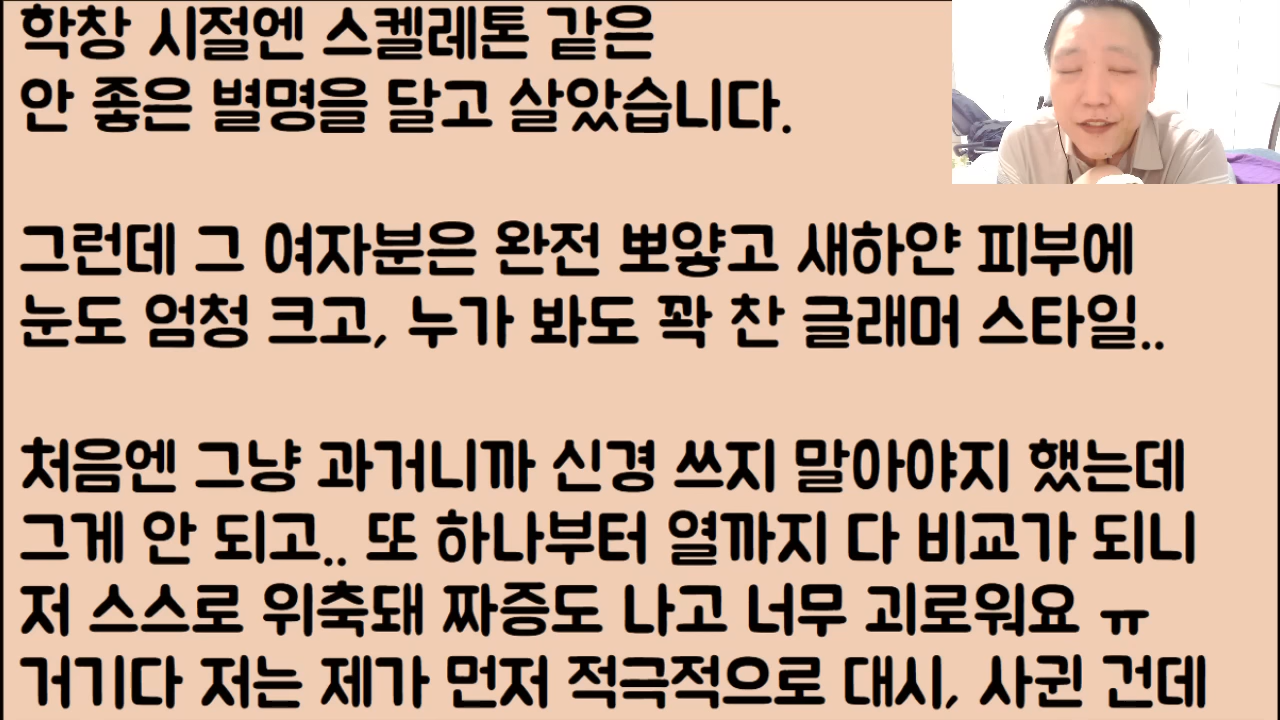 학창 시절엔 스켈레톤 같은
안 좋은 별명을 달고 살았습니다.
그런데 그 여자분은 완전 뽀얗고 새하얀 피부에
눈도 엄청 크고, 누가 봐도 꽉 찬 글래머 스타일..
처음엔 그냥 과거니까 신경 쓰지 말아야지 했는데
그게 안 되고.. 또 하나부터 열까지 다 비교가 되니
저 스스로 위축돼 짜증도 나고 너무 괴로워요 ㅠ
거기다 저는 제가 먼저 적극적으로 대시, 사귄 건데